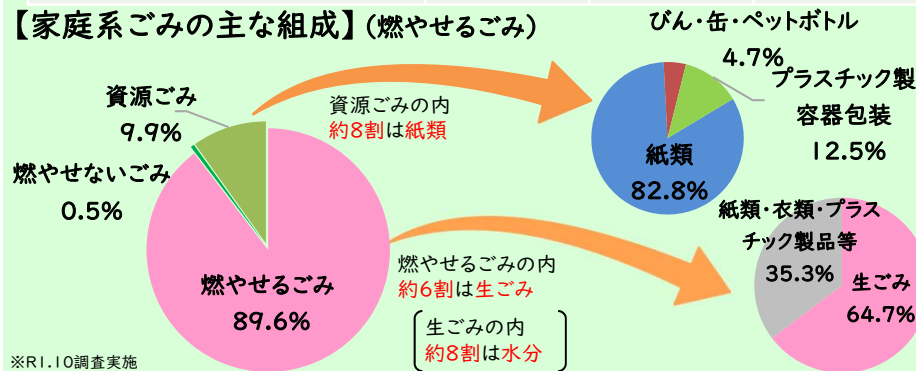 【家庭系ごみの主な組成】(燃やせるごみ)
資源ごみ
9.9%
燃やせないごみ
0.5%
燃やせるごみ
89.6%
資源ごみの内
約8割は紙類
びん・缶・ペットボトル
4.7%
プラスチック製
容器包装
12.5%
紙類
82.8%
燃やせるごみの内
約6割は生ごみ
生ごみの内
約8割は水分
紙類・衣類・プラス
チック製品等
35.3%
生ごみ
64.7%
※R1.10調査実施